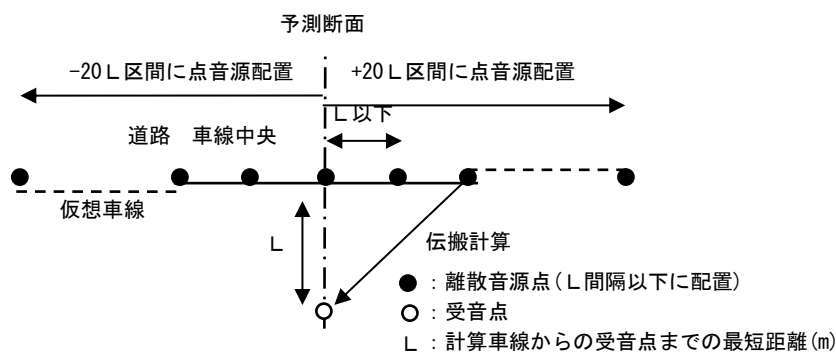 予測断面
-20L区間に点音源配置
+20L区間に点音源配置
L以下
道路　車線中央
仮想車線
L
伝搬計算
●：離散音源点(L間隔以下に配置)
○：受音点
L：計算車線からの受音点までの最短距離(m)